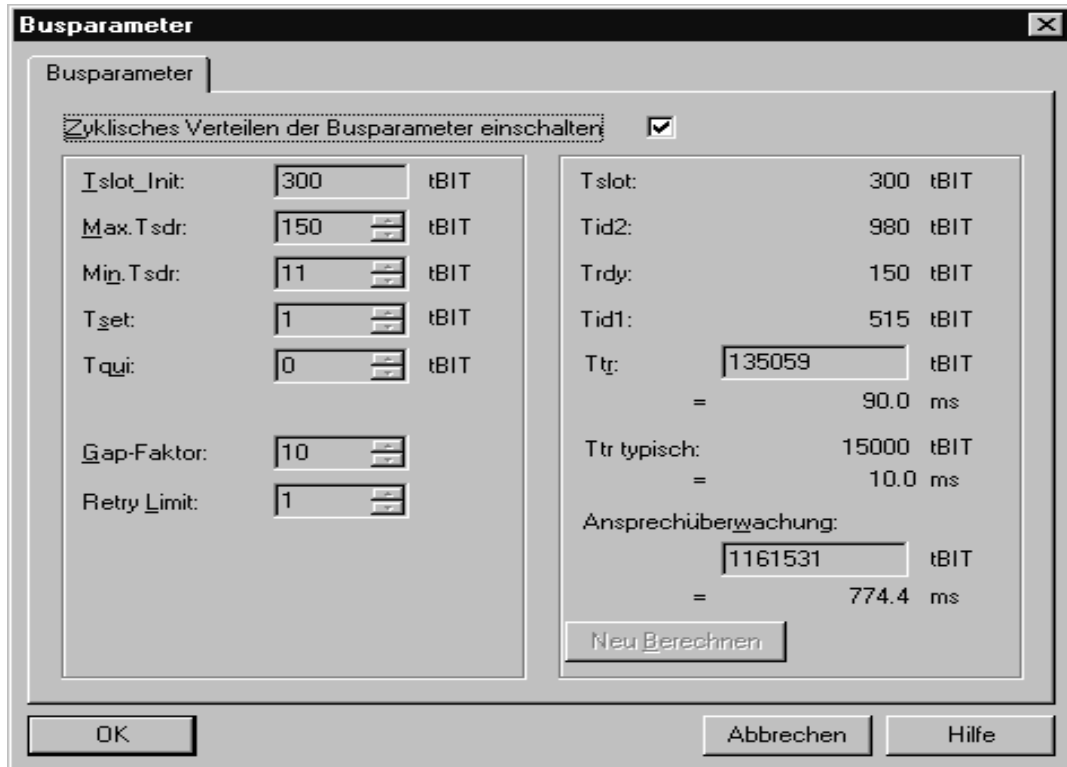 Busparameter
Busparameter
Zyklisches Verteilen der Busparameter einschalten
Tslot_Init: 300 tBIT
Max.Tsdr: 150 tBIT
Min.Tsdr: 11 tBIT
Tset: 1 tBIT
Tqui: 0 tBIT
Gap-Faktor: 10
Retry Limit: 1
Tslot: 300 tBIT
Tid2: 980 tBIT
Trdy: 150 tBIT
Tid1: 515 tBIT
Ttr: 135059 tBIT
= 90.0 ms
Ttr typisch: 15000 tBIT
= 10.0 ms
Ansprechüberwachung:
1161531 tBIT
= 774.4 ms
Neu Berechnen
OK Abbrechen Hilfe